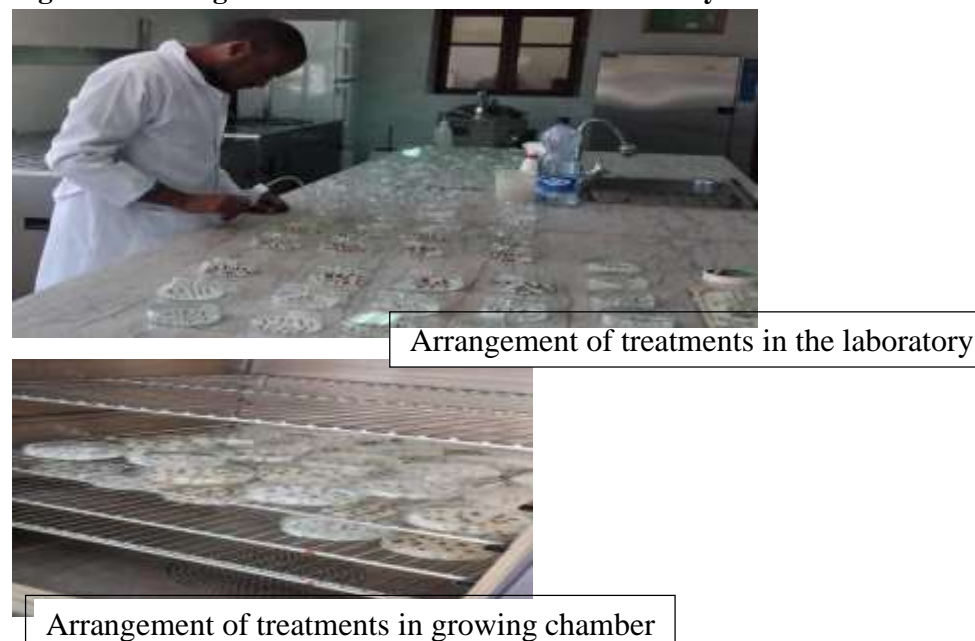 Arrangement of treatments in the laboratory
Arrangement of treatments in growing chamber